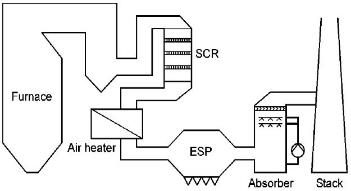 SCR
Furnace
Air heater
ESP
Absorber
Stack